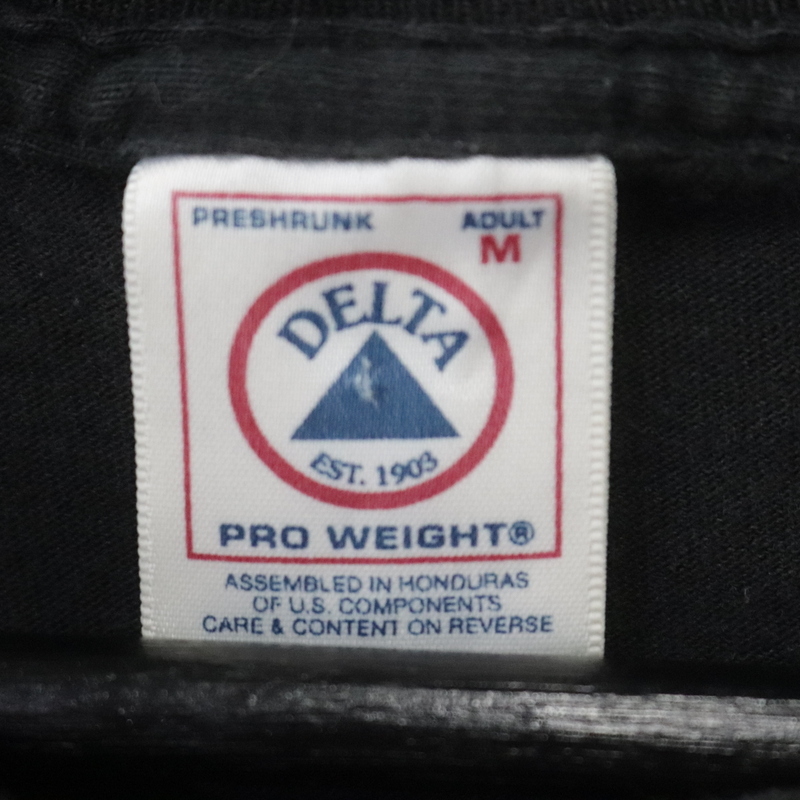 PRESHRUNK ADULT
M
DELTA
EST. 1903
PRO WEIGHT®
ASSEMBLED IN HONDURAS
OF U.S. COMPONENTS
CARE & CONTENT ON REVERSE